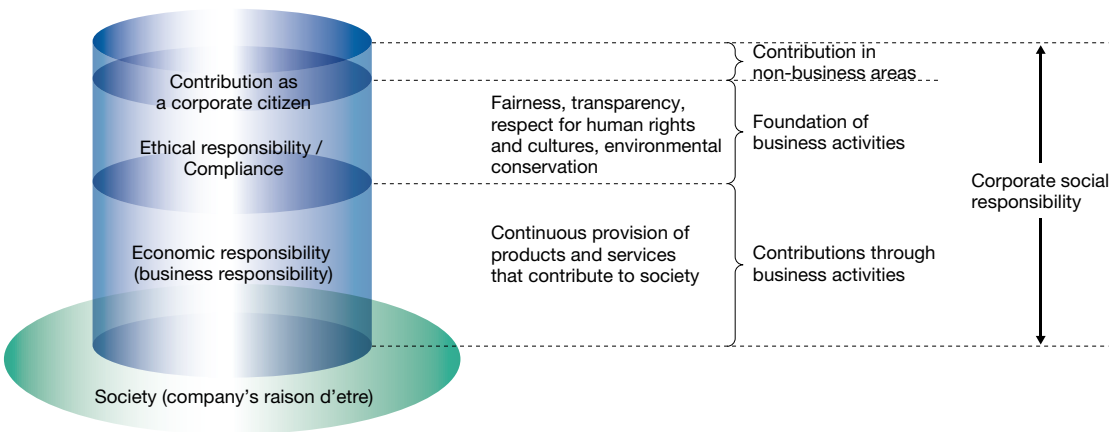 Contribution as
a corporate citizen
Ethical responsibility /
Compliance
Economic responsibility
(business responsibility)
Society (company's raison d'etre)
Fairness, transparency,
respect for human rights
and cultures, environmental
conservation
Continuous provision of
products and services
that contribute to society
Contribution in
non-business areas
Foundation of
business activities
Contributions through
business activities
Corporate social
responsibility